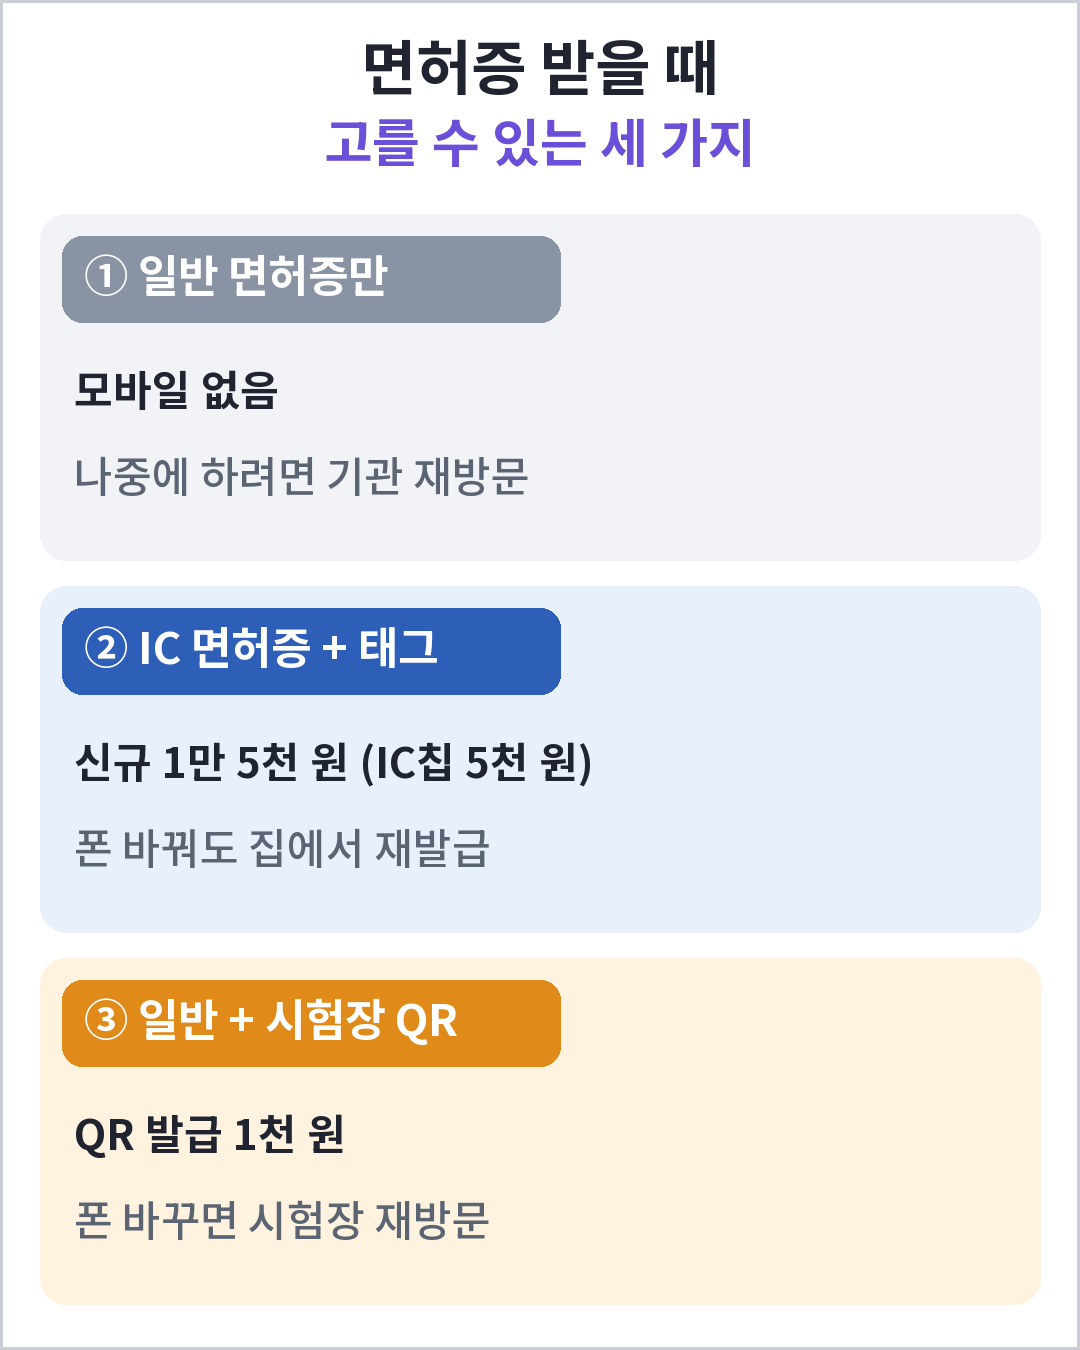 면허증 받을 때
고를 수 있는 세 가지
① 일반 면허증만
모바일 없음
나중에 하려면 기관 재방문
② IC 면허증 + 태그
신규 1만 5천 원 (IC칩 5천 원)
폰 바꿔도 집에서 재발급
③ 일반 + 시험장 QR
QR 발급 1천 원
폰 바꾸면 시험장 재방문